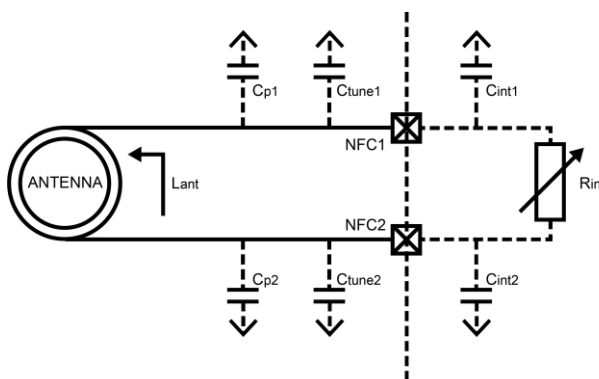 Cp1
Ctune1
Cint1
NFC1
ANTENNA
Lant
Rin
NFC2
Cp2
Ctune2
Cint2